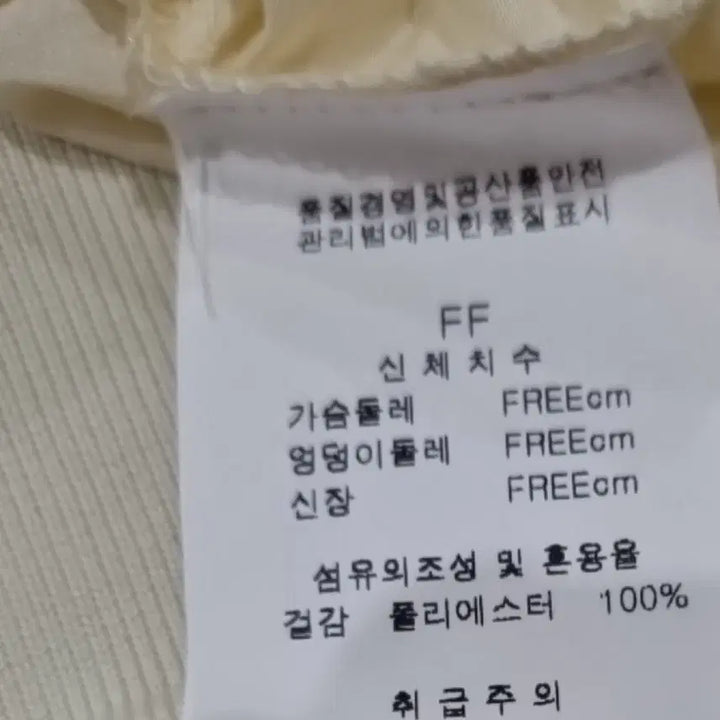 품질경영및공산품안전
관리법에의한품질표시
FF
신체치수
가슴둘레 FREEcm
엉덩이둘레 FREEcm
신장 FREEcm
섬유의조성 및 혼용율
걸감 폴리에스터 100%
취급주의